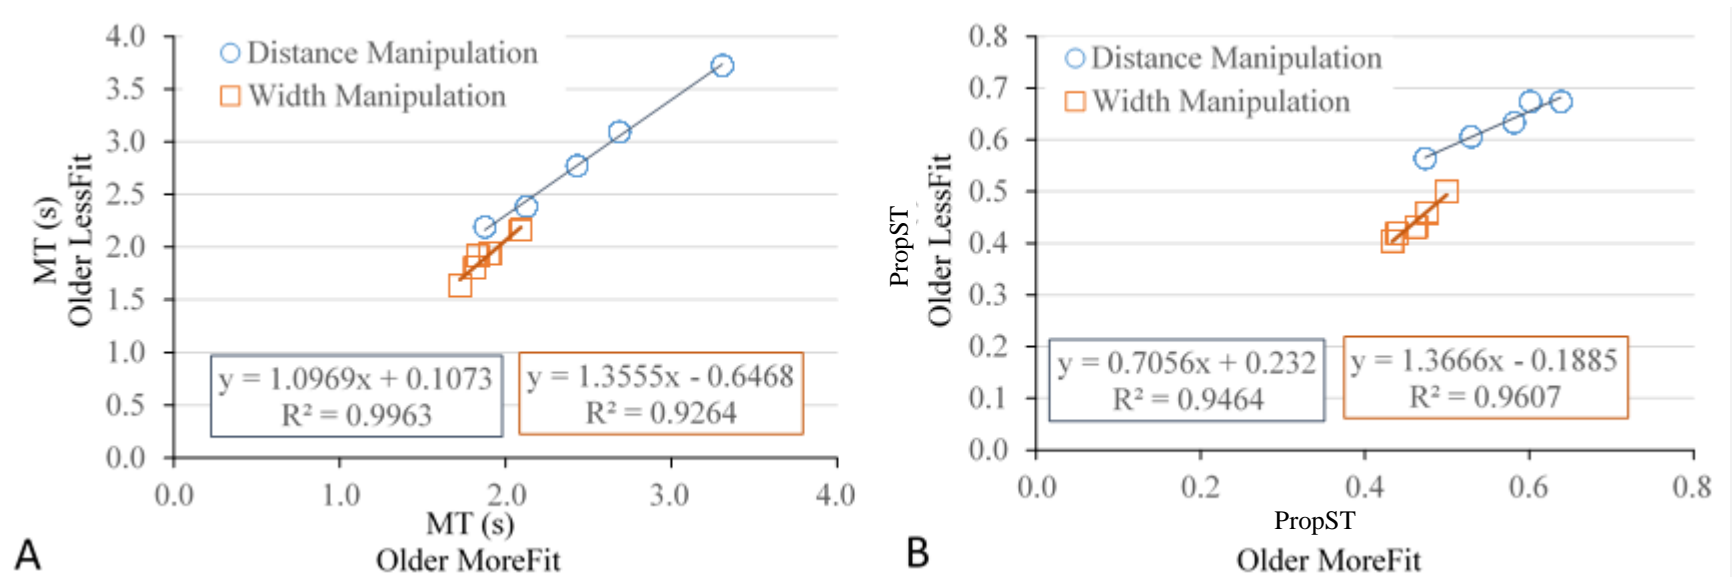 4.0
3.5
3.0
2.5
2.0
1.5
1.0
0.5
0.0
MT (s)
Older LessFit
Distance Manipulation
Width Manipulation
y = 1.0969x + 0.1073
R² = 0.9963
y = 1.3555x - 0.6468
R² = 0.9264
0.0 1.0 2.0 3.0 4.0
MT (s)
Older MoreFit
A
0.8
0.7
0.6
0.5
0.4
0.3
0.2
0.1
0.0
PropST
Older LessFit
Distance Manipulation
Width Manipulation
y = 0.7056x + 0.232
R² = 0.9464
y = 1.3666x - 0.1885
R² = 0.9607
0.0 0.2 0.4 0.6 0.8
PropST
Older MoreFit
B